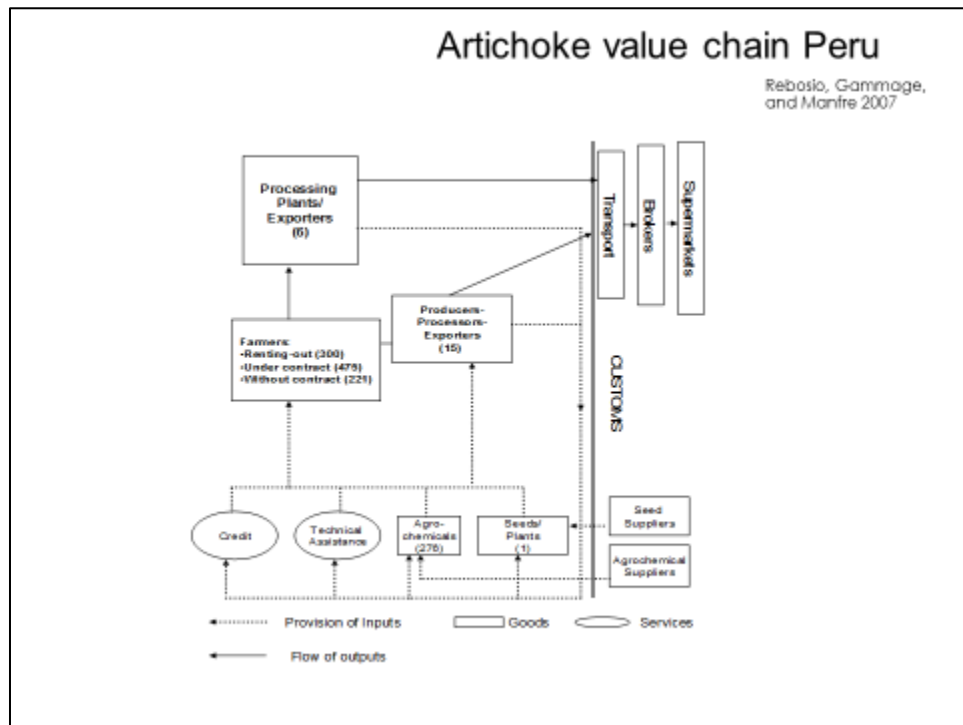 Artichoke value chain Peru
Rebosio, Gammage,
and Manfre 2007
Processing
Plants/
Exporters
(6)
Transport
Brokers
Supermarkets
Producers-
Processors-
Exporters
(15)
Farmers:
•Renting-out (300)
•Under contract (475)
•Without contract (221)
CUSTOMS
Credit
Technical
Assistance
Agro-
chemicals
(278)
Seeds/
Plants
(1)
Seed
Suppliers
Agrochemical
Suppliers
Provision of Inputs
Goods
Services
Flow of outputs